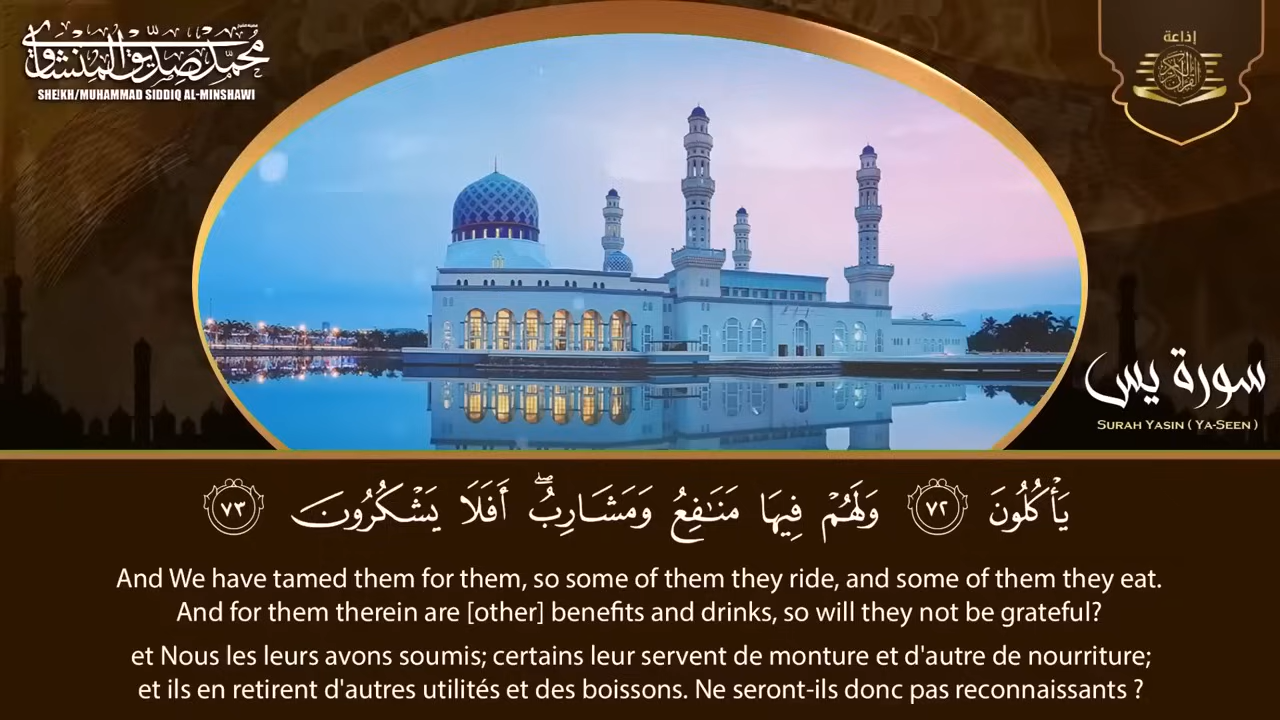 محمد صديق المنشاوي
SHEIKH/MUHAMMAD SIDDIQ AL-MINSHAWI
إذاعة
القرآن الكريم
سورة يس
SURAH YASIN ( YA-SEEN )
يَأْكُلُونَ ٧٢ وَلَهُمْ فِيهَا مَنَـٰفِعُ وَمَشَارِبُ ۖ أَفَلَا يَشْكُرُونَ ٧٣
And We have tamed them for them, so some of them they ride, and some of them they eat.
And for them therein are [other] benefits and drinks, so will they not be grateful?
et Nous les leurs avons soumis; certains leur servent de monture et d'autre de nourriture;
et ils en retirent d'autres utilités et des boissons. Ne seront-ils donc pas reconnaissants ?